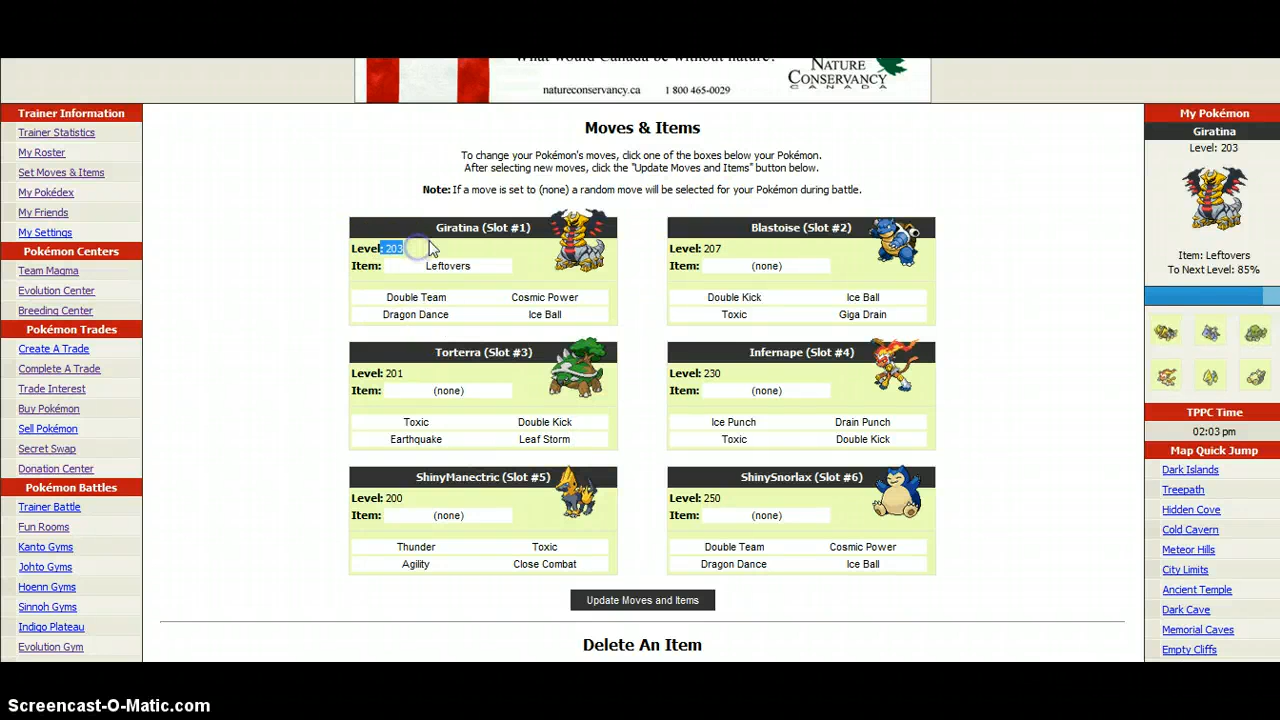 What would Canada be without nature?
NATURE
CONSERVANCY
CANADA
natureconservancy.ca 1 800 465-0029
Trainer Information
Trainer Statistics
My Roster
Set Moves & Items
My Pokédex
My Friends
My Settings
Pokémon Centers
Team Magma
Evolution Center
Breeding Center
Pokémon Trades
Create A Trade
Complete A Trade
Trade Interest
Buy Pokémon
Sell Pokémon
Secret Swap
Donation Center
Pokémon Battles
Trainer Battle
Fun Rooms
Kanto Gyms
Johto Gyms
Hoenn Gyms
Sinnoh Gyms
Indigo Plateau
Evolution Gym
Moves & Items
To change your Pokémon's moves, click one of the boxes below your Pokémon.
After selecting new moves, click the "Update Moves and Items" button below.
Note: If a move is set to (none) a random move will be selected for your Pokémon during battle.
Giratina (Slot #1)
Level: 203
Item: Leftovers
Double Team Cosmic Power
Dragon Dance Ice Ball
Blastoise (Slot #2)
Level: 207
Item: (none)
Double Kick Ice Ball
Toxic Giga Drain
Torterra (Slot #3)
Level: 201
Item: (none)
Toxic Double Kick
Earthquake Leaf Storm
Infernape (Slot #4)
Level: 230
Item: (none)
Ice Punch Drain Punch
Toxic Double Kick
ShinyManectric (Slot #5)
Level: 200
Item: (none)
Thunder Toxic
Agility Close Combat
ShinySnorlax (Slot #6)
Level: 250
Item: (none)
Double Team Cosmic Power
Dragon Dance Ice Ball
Update Moves and Items
Delete An Item
My Pokémon
Giratina
Level: 203
Item: Leftovers
To Next Level: 85%
TPPC Time
02:03 pm
Map Quick Jump
Dark Islands
Treepath
Hidden Cove
Cold Cavern
Meteor Hills
City Limits
Ancient Temple
Dark Cave
Memorial Caves
Empty Cliffs
Screencast-O-Matic.com